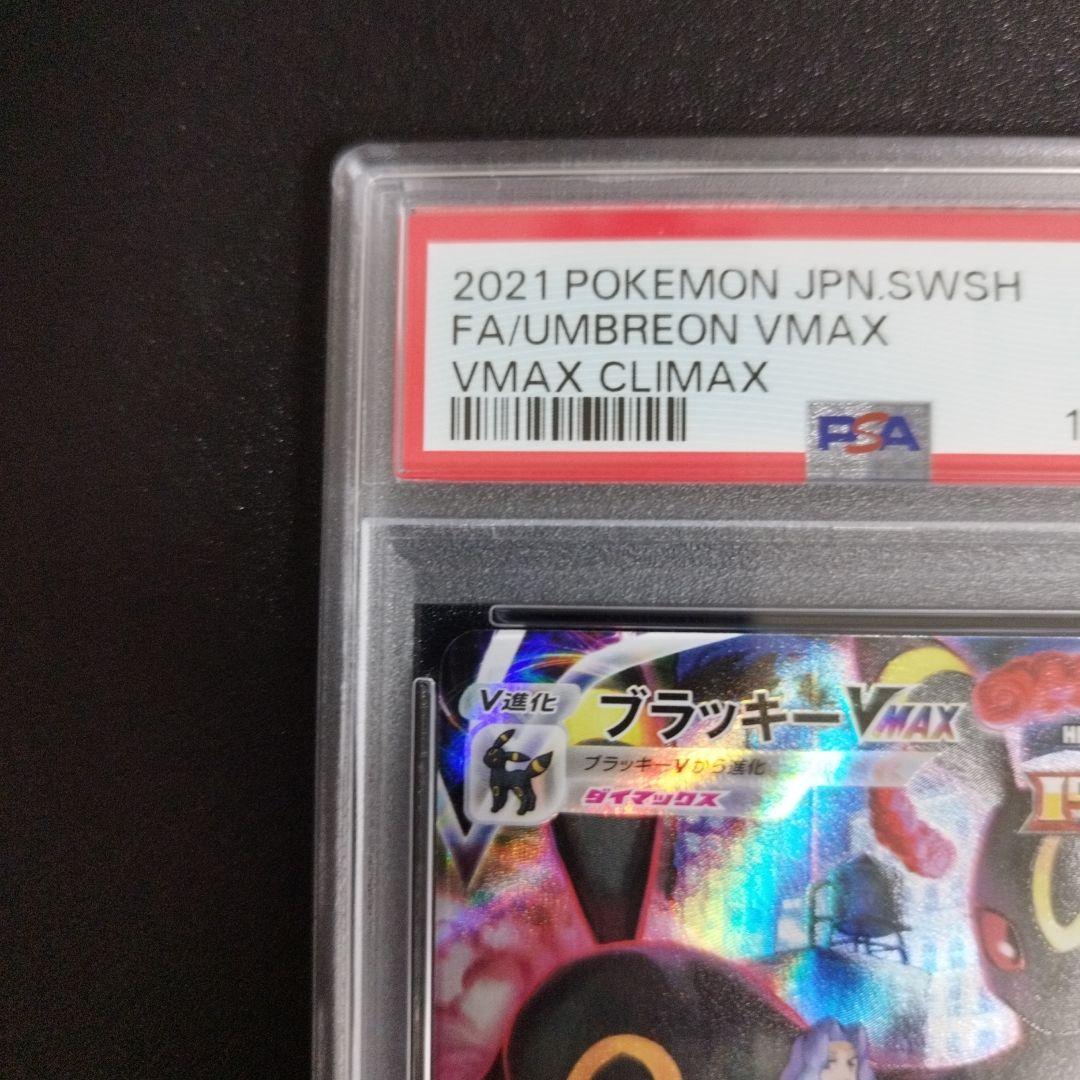 2021 POKEMON JPN.SWSH
FA/UMBREON VMAX
VMAX CLIMAX
PSA
V進化
ブラッキーVMAX
ブラッキーVから進化
ダイマックス